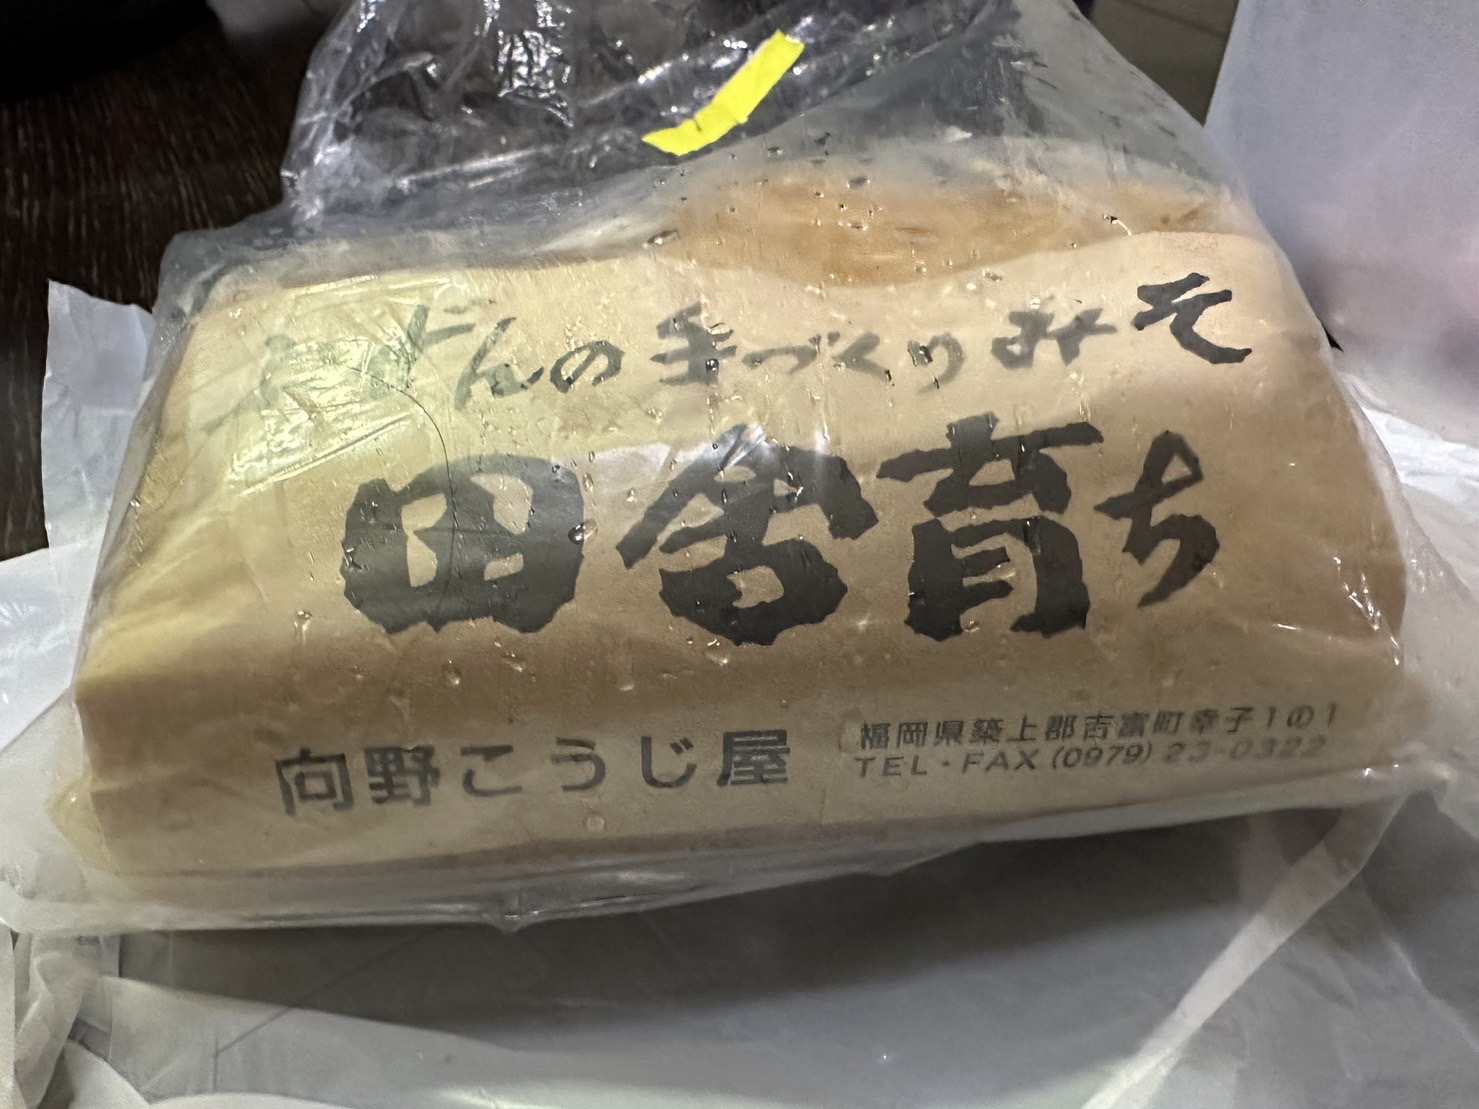 どんの手づくりみそ
田舎育ち
向野こうじ屋
福岡県築上郡吉富町幸子1の1
TEL・FAX (0979) 23-0322